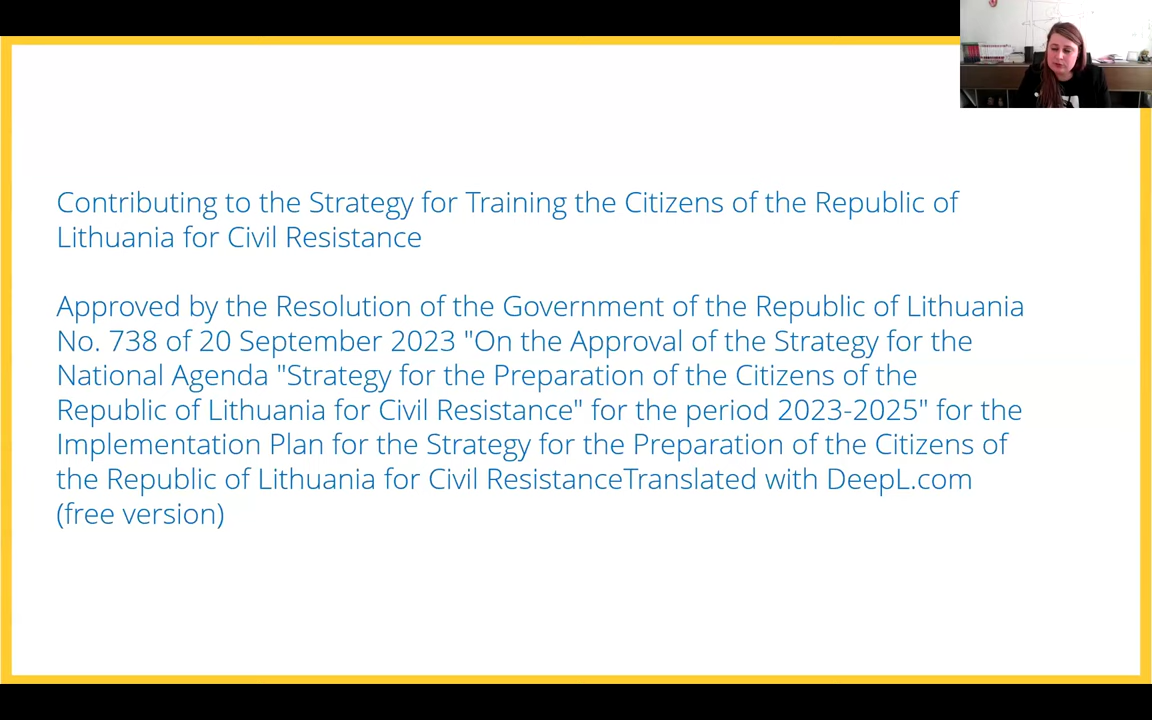 Contributing to the Strategy for Training the Citizens of the Republic of
Lithuania for Civil Resistance
Approved by the Resolution of the Government of the Republic of Lithuania
No. 738 of 20 September 2023 "On the Approval of the Strategy for the
National Agenda "Strategy for the Preparation of the Citizens of the
Republic of Lithuania for Civil Resistance" for the period 2023-2025" for the
Implementation Plan for the Strategy for the Preparation of the Citizens of
the Republic of Lithuania for Civil ResistanceTranslated with DeepL.com
(free version)